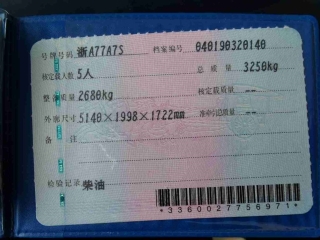 号牌号码 浙A77A7S 档案编号 040190320140
核定载人数 5人 总质量 3250kg
整备质量 2680kg 核定载质量 --
外廓尺寸 5140×1998×1722mm 准牵引总质量 --
备注
检验记录 柴油
*3360027756971*